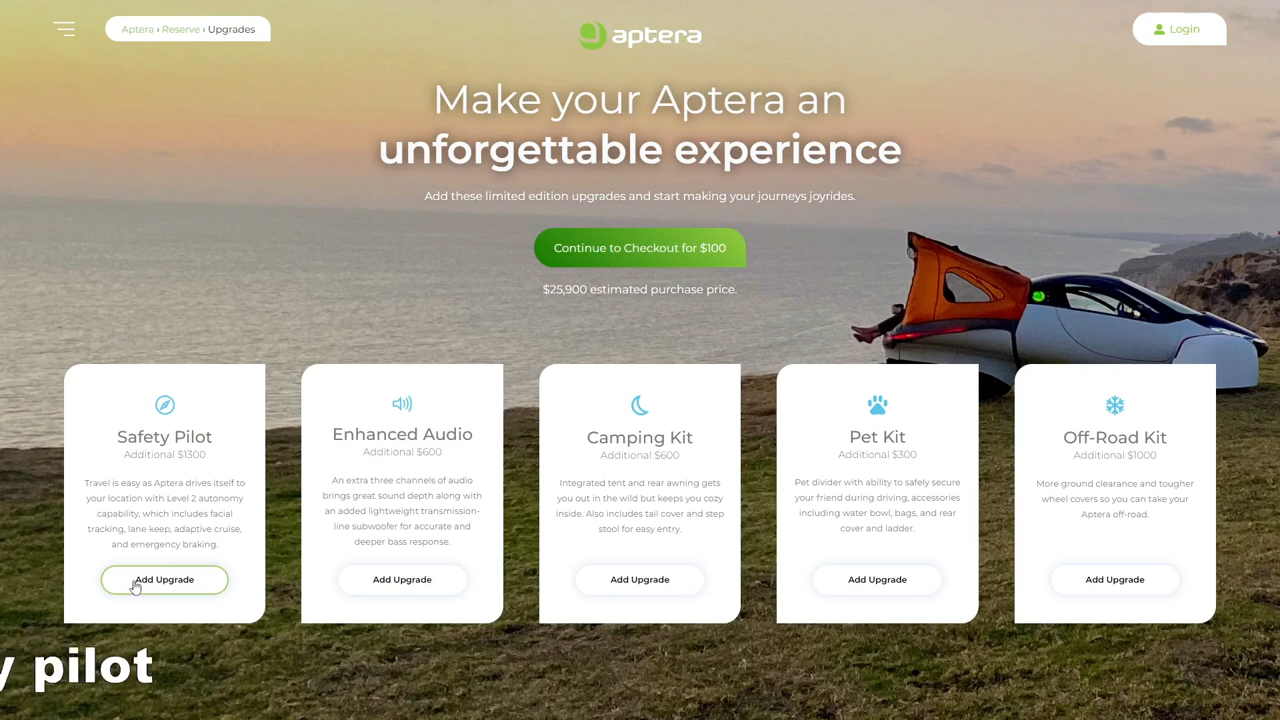 Aptera › Reserve › Upgrades
aptera
Login
Make your Aptera an
unforgettable experience
Add these limited edition upgrades and start making your journeys joyrides.
Continue to Checkout for $100
$25,900 estimated purchase price.
Safety Pilot
Additional $1300
Travel is easy as Aptera drives itself to
your location with Level 2 autonomy
capability, which includes facial
tracking, lane keep, adaptive cruise,
and emergency braking.
Add Upgrade
Enhanced Audio
Additional $600
An extra three channels of audio
brings great sound depth along with
an added lightweight transmission-
line subwoofer for accurate and
deeper bass response.
Add Upgrade
Camping Kit
Additional $600
Integrated tent and rear awning gets
you out in the wild but keeps you cozy
inside. Also includes tail cover and step
stool for easy entry.
Add Upgrade
Pet Kit
Additional $300
Pet divider with ability to safely secure
your friend during driving, accessories
including water bowl, bags, and rear
cover and ladder.
Add Upgrade
Off-Road Kit
Additional $1000
More ground clearance and tougher
wheel covers so you can take your
Aptera off-road.
Add Upgrade
y pilot